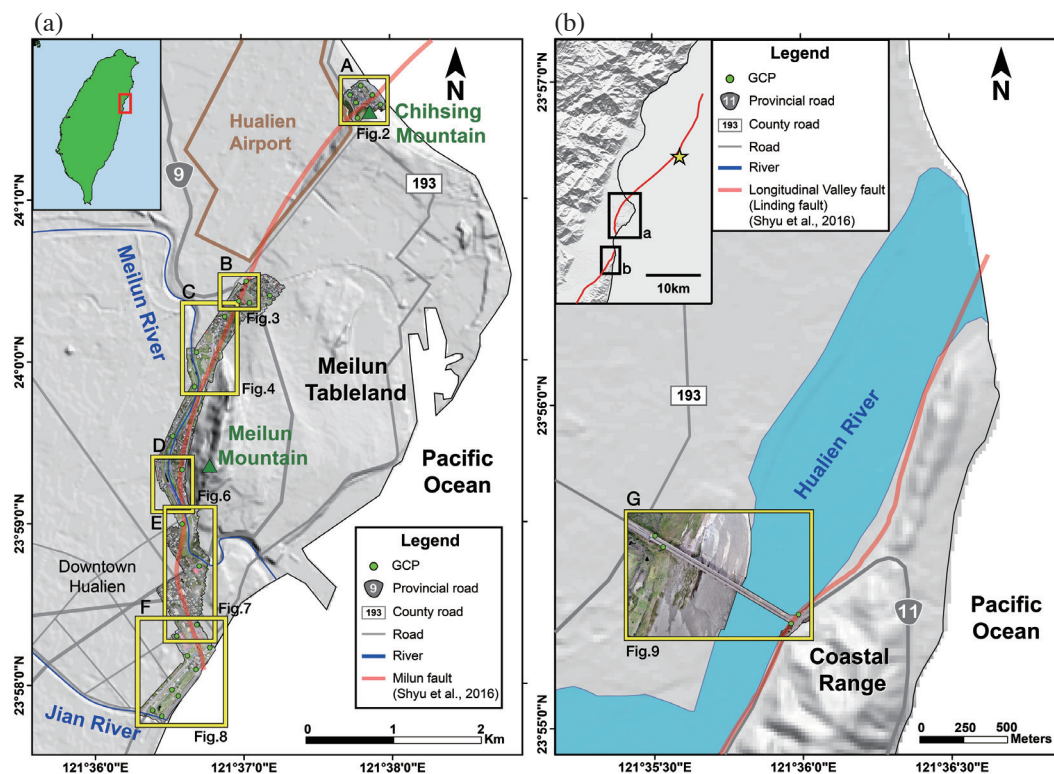 (a)
A
N
Chihsing
Mountain
Fig.2
Hualien
Airport
9
193
24°1'0"N
Meilun River
B
C
Fig.3
24°0'0"N
Meilun
Tableland
Fig.4
Meilun
Mountain
D
Pacific
Ocean
Fig.6
E
23°59'0"N
Downtown
Hualien
F
Fig.7
23°58'0"N
Jian River
Fig.8
Legend
GCP
9 Provincial road
193 County road
Road
River
Milun fault
(Shyu et al., 2016)
0 1 2
Km
121°36'0"E 121°37'0"E 121°38'0"E
(b)
a
b
10km
Legend
GCP
11 Provincial road
193 County road
Road
River
Longitudinal Valley fault
(Linding fault)
(Shyu et al., 2016)
N
23°57'0"N
23°56'0"N
193
Hualien River
G
Fig.9
11
Pacific
Ocean
Coastal
Range
23°55'0"N
0 250 500
Meters
121°35'30"E 121°36'0"E 121°36'30"E